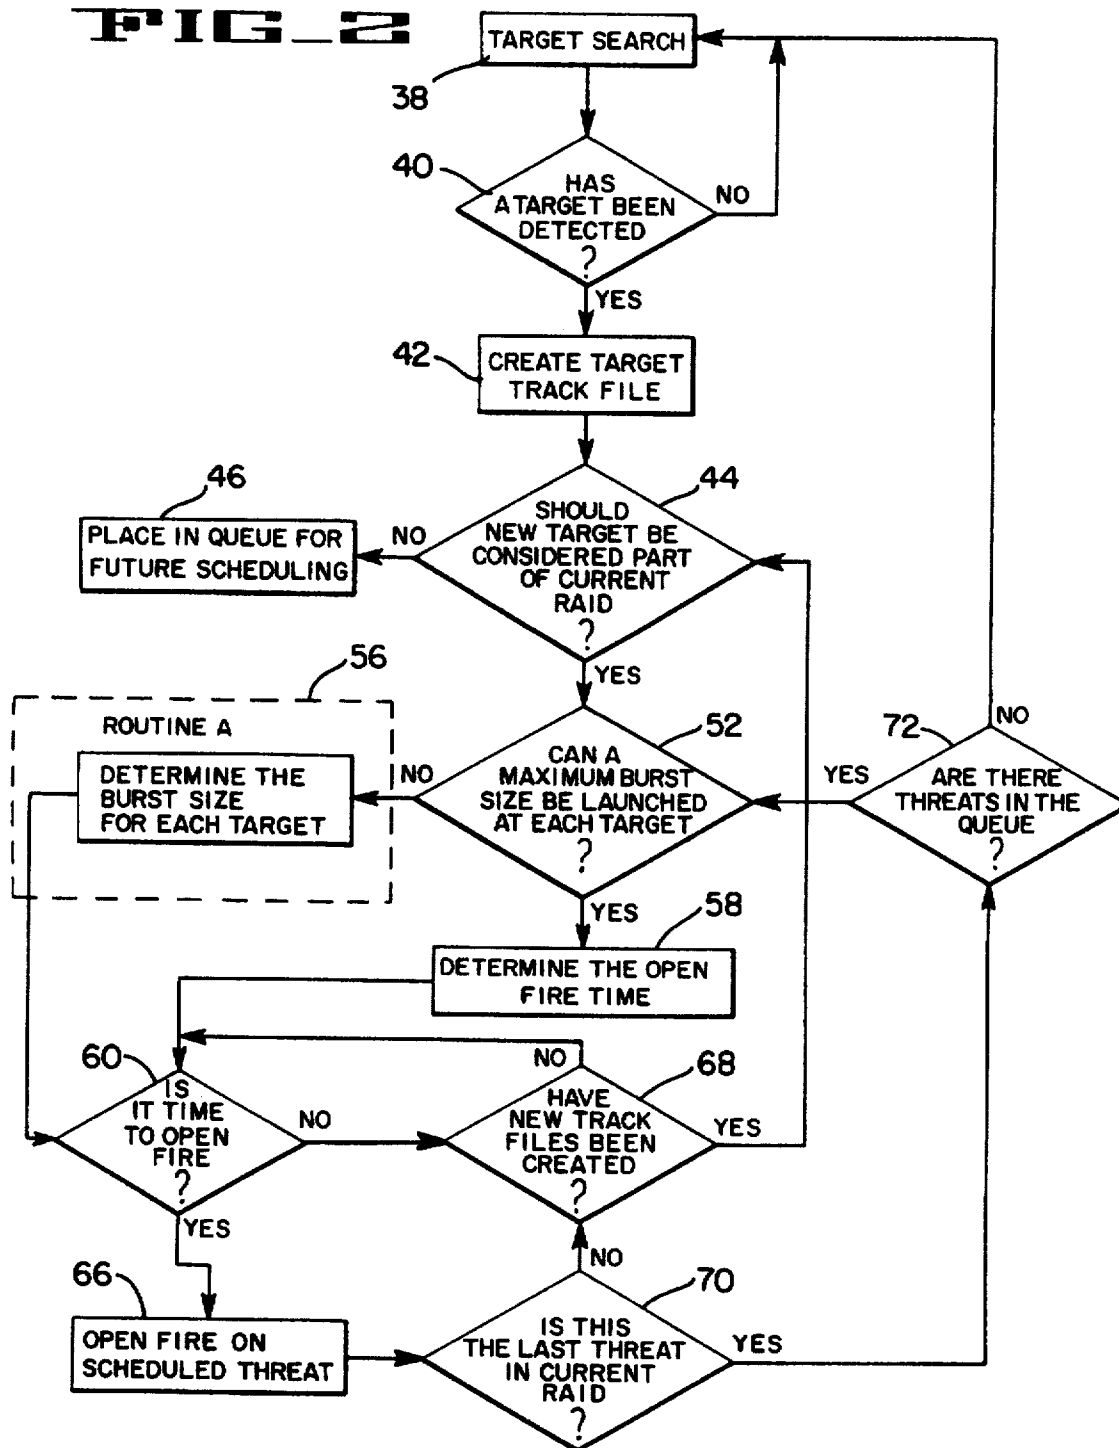 FIG_2
TARGET SEARCH
38
40
HAS
A TARGET BEEN
DETECTED
?
NO
YES
42
CREATE TARGET
TRACK FILE
46
44
PLACE IN QUEUE FOR
FUTURE SCHEDULING
NO
SHOULD
NEW TARGET BE
CONSIDERED PART
OF CURRENT
RAID
?
YES
56
ROUTINE A
DETERMINE THE
BURST SIZE
FOR EACH TARGET
NO
52
CAN A
MAXIMUM BURST
SIZE BE LAUNCHED
AT EACH TARGET
?
YES
72
NO
YES
ARE THERE
THREATS IN THE
QUEUE
?
58
DETERMINE THE OPEN
FIRE TIME
60
IS
IT TIME
TO OPEN
FIRE
?
NO
YES
NO
68
HAVE
NEW TRACK
FILES BEEN
CREATED
?
YES
NO
66
OPEN FIRE ON
SCHEDULED THREAT
70
IS THIS
THE LAST THREAT
IN CURRENT
RAID
?
YES